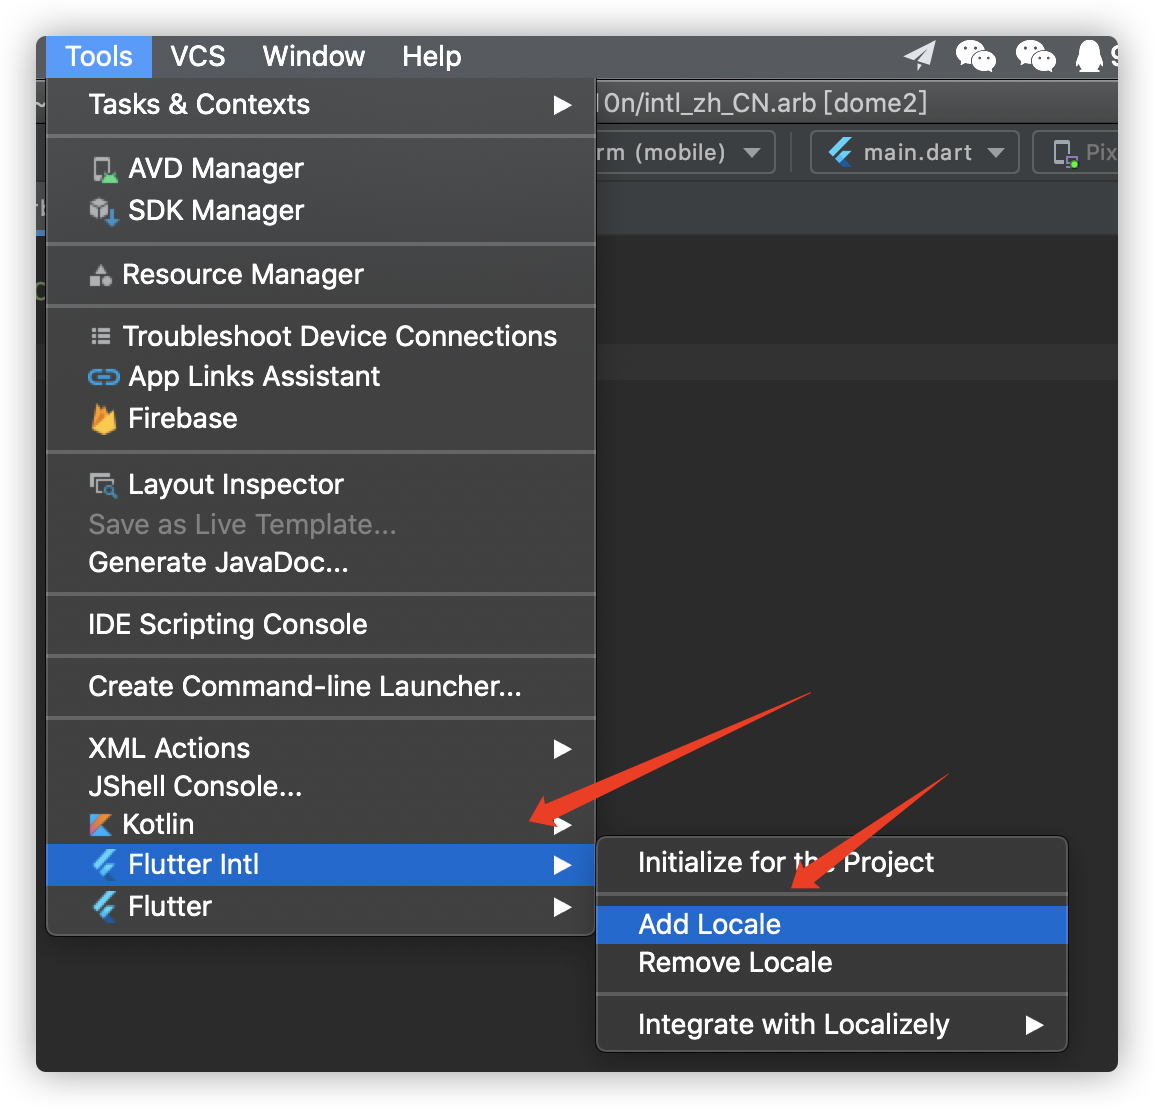 Tools VCS Window Help
Tasks & Contexts
10n/intl_zh_CN.arb [dome2]
AVD Manager
rm (mobile)
main.dart
Pix
SDK Manager
Resource Manager
Troubleshoot Device Connections
App Links Assistant
Firebase
Layout Inspector
Save as Live Template...
Generate JavaDoc...
IDE Scripting Console
Create Command-line Launcher...
XML Actions
JShell Console...
Kotlin
Flutter Intl
Flutter
Initialize for the Project
Add Locale
Remove Locale
Integrate with Localizely